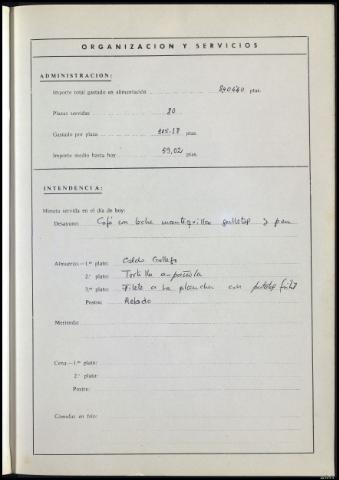 ORGANIZACION Y SERVICIOS
ADMINISTRACION:
Importe total gastado en alimentación ptas.
Plazas servidas 80
Gastado por plaza ptas.
Importe medio hasta hoy 59,02 ptas.
INTENDENCIA:
Minuta servida en el día de hoy:
Desayuno: Café con leche mantequilla galletas y pan
Almuerzo.—1.er plato: Caldo Gallego
2.º plato: Tortilla española
3.er plato: Filete a la plancha con patatas fritas
Postre: Helado
Merienda:
Cena.—1.er plato:
2.º plato:
Postre:
Comidas en frío: